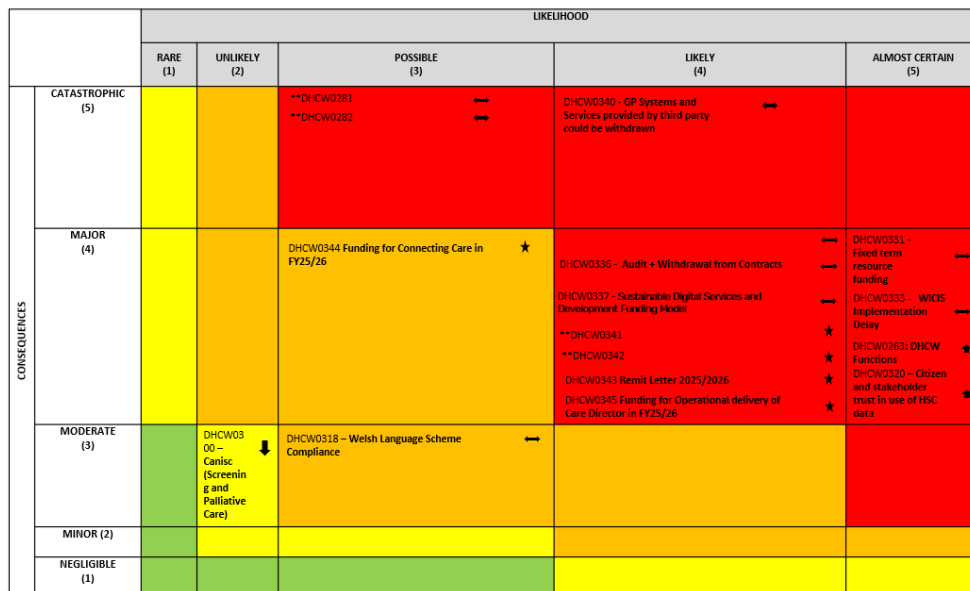 LIKELIHOOD
RARE
(1)
UNLIKELY
(2)
POSSIBLE
(3)
LIKELY
(4)
ALMOST CERTAIN
(5)
CONSEQUENCES
CATASTROPHIC
(5)
**DHCW0281
**DHCW0282
DHCW0340 - GP Systems and
Services provided by third party
could be withdrawn
MAJOR
(4)
DHCW0344 Funding for Connecting Care in
FY25/26
DHCW0336 - Audit + Withdrawal from Contracts
DHCW0337 - Sustainable Digital Services and
Development Funding Model
**DHCW0341
**DHCW0342
DHCW0343 Remit Letter 2025/2026
DHCW0345 Funding for Operational delivery of
Care Director in FY25/26
DHCW0331 -
Fixed term
resource
funding
DHCW0333 - WICIS
Implementation
Delay
DHCW0263: DHCW
Functions
DHCW0320 – Citizen
and stakeholder
trust in use of HSC
data
MODERATE
(3)
DHCW03
00 –
Canisc
(Screenin
g and
Palliative
Care)
DHCW0318 – Welsh Language Scheme
Compliance
MINOR (2)
NEGLIGIBLE
(1)